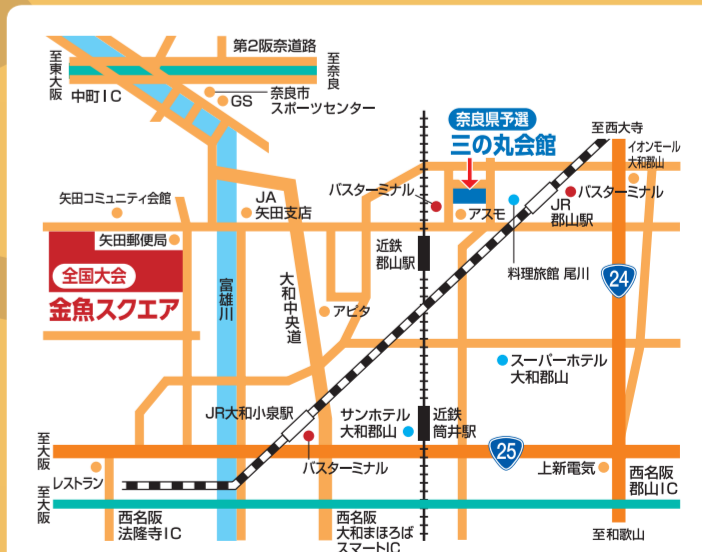 第2阪奈道路
至東大阪
至奈良
中町IC
奈良市
スポーツセンター
GS
奈良県予選
三の丸会館
至西大寺
イオンモール
大和郡山
矢田コミュニティ会館
JA
矢田支店
バスターミナル
アスモ
バスターミナル
JR
郡山駅
矢田郵便局
全国大会
金魚スクエア
富雄川
大和中央道
近鉄
郡山駅
料理旅館 尾川
24
アピタ
スーパーホテル
大和郡山
JR大和小泉駅
サンホテル
大和郡山
近鉄
筒井駅
至大阪
25
レストラン
バスターミナル
上新電気
西名阪
郡山IC
至大阪
西名阪
法隆寺IC
西名阪
大和まほろば
スマートIC
至和歌山